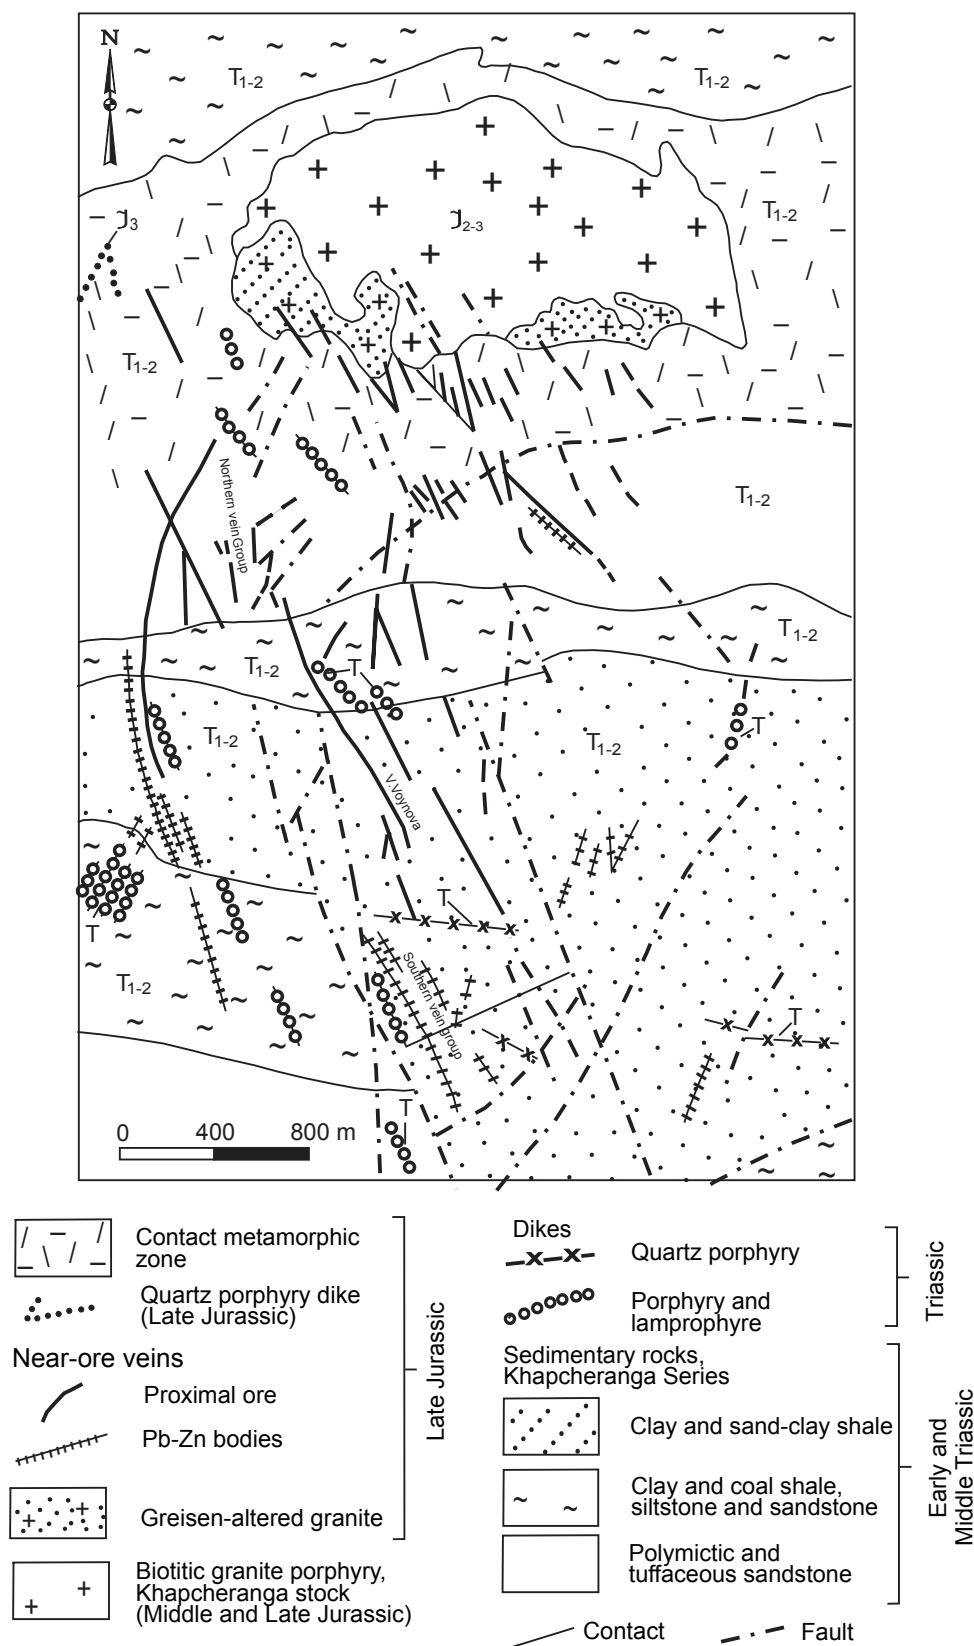 N
T1-2
T1-2
J3
J2-3
T1-2
T1-2
Northern vein Group
T1-2
T1-2
T1-2
T
T1-2
T1-2
T
V.Voynova
T
T
T1-2
Southern vein group
T
T
0 400 800 m
Contact metamorphic
zone
Quartz porphyry dike
(Late Jurassic)
Near-ore veins
Proximal ore
Pb-Zn bodies
Greisen-altered granite
Biotitic granite porphyry,
Khapcheranga stock
(Middle and Late Jurassic)
Late Jurassic
Dikes
Quartz porphyry
Porphyry and
lamprophyre
Triassic
Sedimentary rocks,
Khapcheranga Series
Clay and sand-clay shale
Clay and coal shale,
siltstone and sandstone
Polymictic and
tuffaceous sandstone
Early and
Middle Triassic
Contact
Fault